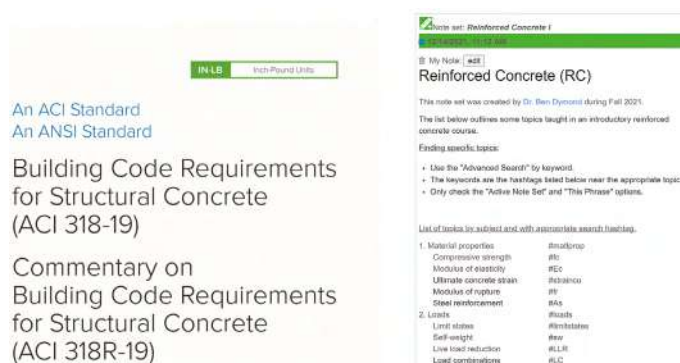 IN-LB Inch-Pound Units
An ACI Standard
An ANSI Standard
Building Code Requirements
for Structural Concrete
(ACI 318-19)
Commentary on
Building Code Requirements
for Structural Concrete
(ACI 318R-19)
Note set: Reinforced Concrete I
12/14/2021, 11:12 AM
My Note: edit
Reinforced Concrete (RC)
This note set was created by Dr. Ben Dymond during Fall 2021.
The list below outlines some topics taught in an introductory reinforced
concrete course.
Finding specific topics:
• Use the "Advanced Search" by keyword.
• The keywords are the hashtags listed below near the appropriate topic
• Only check the "Active Note Set" and "This Phrase" options.
List of topics by subject and with appropriate search hashtag.
1. Material properties #matlprop
Compressive strength #fc
Modulus of elasticity #Ec
Ultimate concrete strain #straincu
Modulus of rupture #fr
Steel reinforcement #As
2. Loads #loads
Limit states #limitstates
Self-weight #sw
Live load reduction #LLR
Load combinations #LC